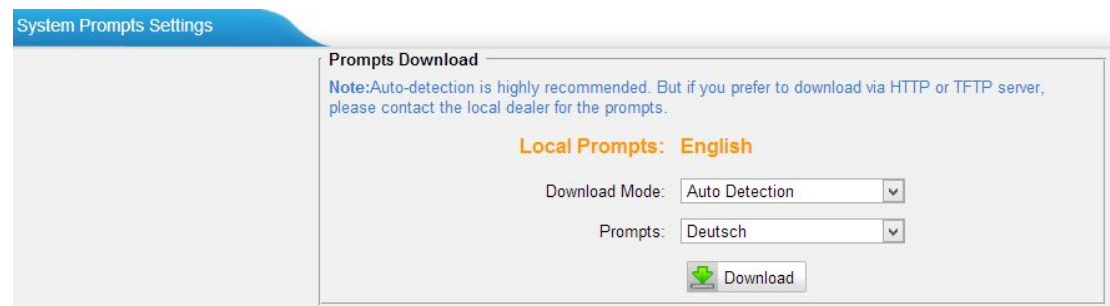 System Prompts Settings
Prompts Download
Note:Auto-detection is highly recommended. But if you prefer to download via HTTP or TFTP server,
please contact the local dealer for the prompts.
Local Prompts: English
Download Mode: Auto Detection
Prompts: Deutsch
Download